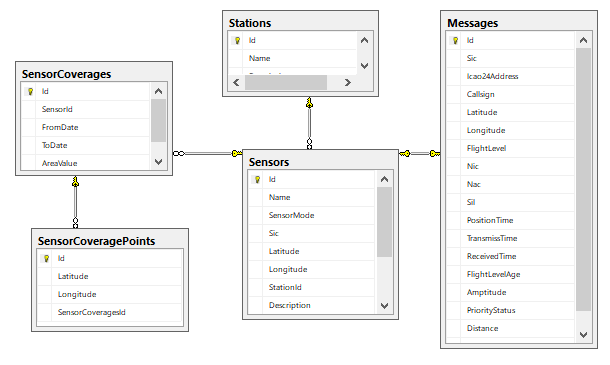 Stations
Id
Name
SensorCoverages
Id
SensorId
FromDate
ToDate
AreaValue
Messages
Id
Sic
Icao24Address
Callsign
Latitude
Longitude
FlightLevel
Nic
Nac
Sil
PositionTime
TransmissTime
ReceivedTime
FlightLevelAge
Amptitude
PriorityStatus
Distance
Sensors
Id
Name
SensorMode
Sic
Latitude
Longitude
StationId
Description
SensorCoveragePoints
Id
Latitude
Longitude
SensorCoveragesId